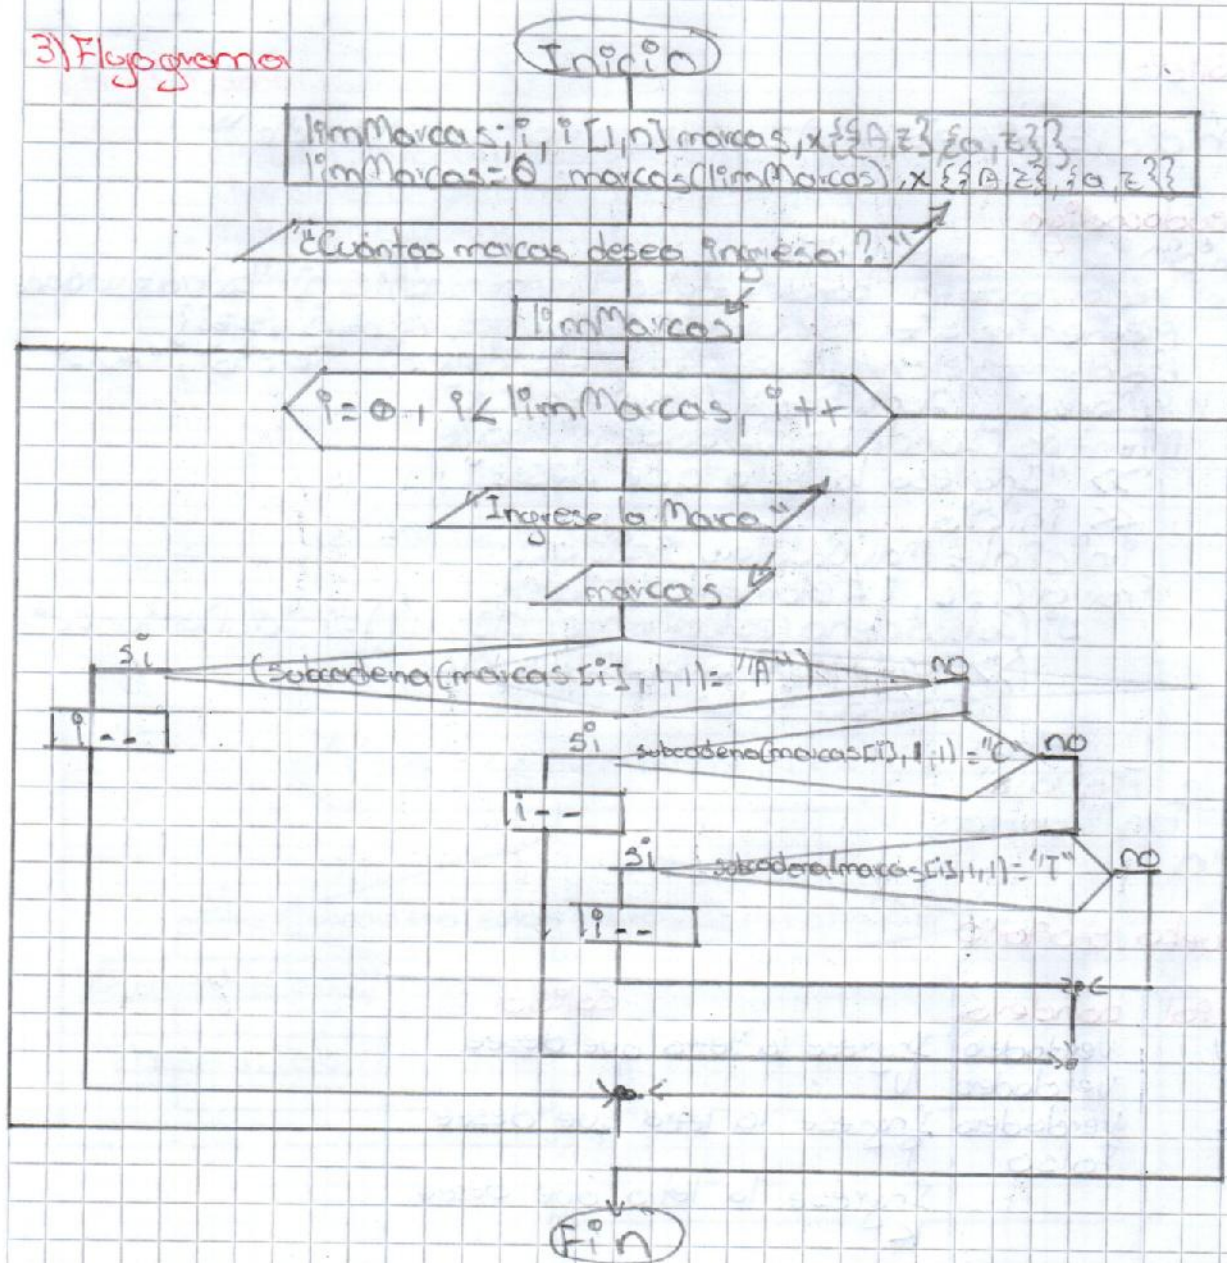 3) Flujograma
Inicio
limMarcas; i, i [1,n] marcas, x{{A,z},{a,z}}
limMarcas=0 marcas(limMarcas), x {{A,z},{a,z}}
"¿Cuántas marcas desea ingresar?"
limMarcas
i=0, i< limMarcas, i++
"Ingrese la Marca"
marcas
si (subcadena(marcas[i],1,1)= "A") no
i--
si subcadena(marcas[i],1,1)="C" no
i--
si subcadena(marcas[i],1,1)="T" no
i--
Fin